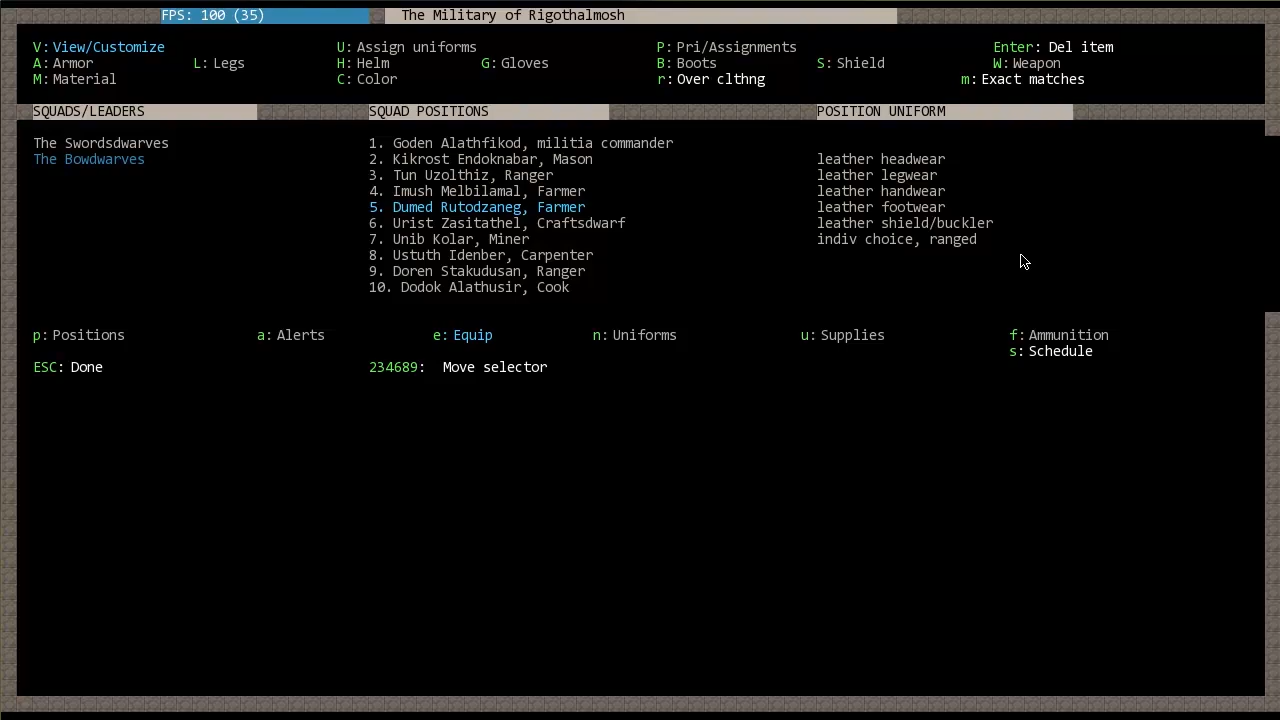 FPS: 100 (35) The Military of Rigothalmosh
V: View/Customize U: Assign uniforms P: Pri/Assignments Enter: Del item
A: Armor L: Legs H: Helm G: Gloves B: Boots S: Shield W: Weapon
M: Material C: Color r: Over clthng m: Exact matches
SQUADS/LEADERS SQUAD POSITIONS POSITION UNIFORM
The Swordsdwarves 1. Goden Alathfikod, militia commander
The Bowdwarves 2. Kikrost Endoknabar, Mason leather headwear
3. Tun Uzolthiz, Ranger leather legwear
4. Imush Melbilamal, Farmer leather handwear
5. Dumed Rutodzaneg, Farmer leather footwear
6. Urist Zasitathel, Craftsdwarf leather shield/buckler
7. Unib Kolar, Miner indiv choice, ranged
8. Ustuth Idenber, Carpenter
9. Doren Stakudusan, Ranger
10. Dodok Alathusir, Cook
p: Positions a: Alerts e: Equip n: Uniforms u: Supplies f: Ammunition
s: Schedule
ESC: Done 234689: Move selector